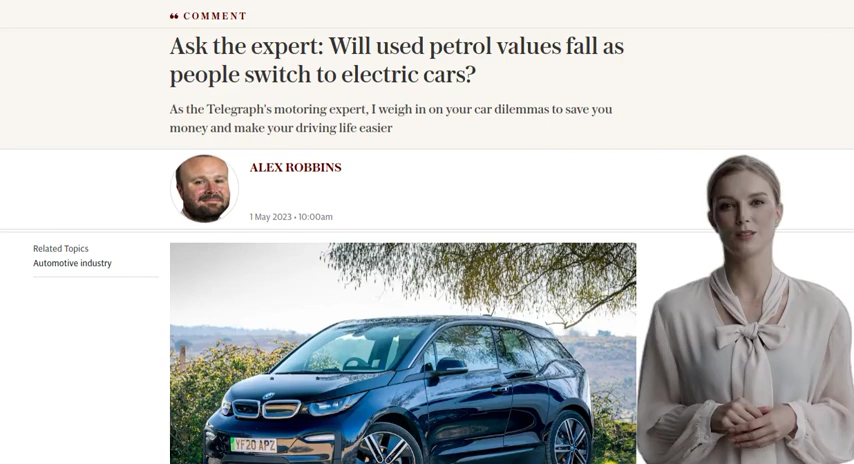 COMMENT
Ask the expert: Will used petrol values fall as
people switch to electric cars?
As the Telegraph's motoring expert, I weigh in on your car dilemmas to save you
money and make your driving life easier
ALEX ROBBINS
1 May 2023 • 10:00am
Related Topics
Automotive industry
YF20 APZ